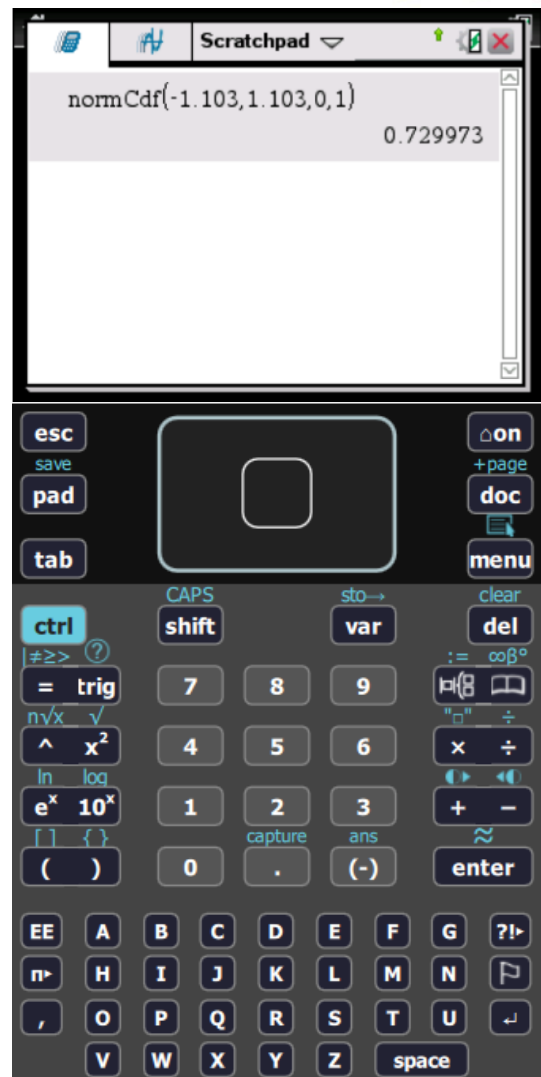 Scratchpad
normCdf(-1.103,1.103,0,1)
0.729973
esc
⌂on
save
+page
pad
doc
tab
menu
CAPS sto→ clear
ctrl shift var del
|≠≥> ? := ∞β°
= trig 7 8 9
n√x √ "□" ÷
^ x² 4 5 6 × ÷
ln log
eˣ 10ˣ 1 2 3 + −
[ ] { } capture ans ≈
( ) 0 . (-) enter
EE A B C D E F G ?!▸
π▸ H I J K L M N
, O P Q R S T U ↵
V W X Y Z space